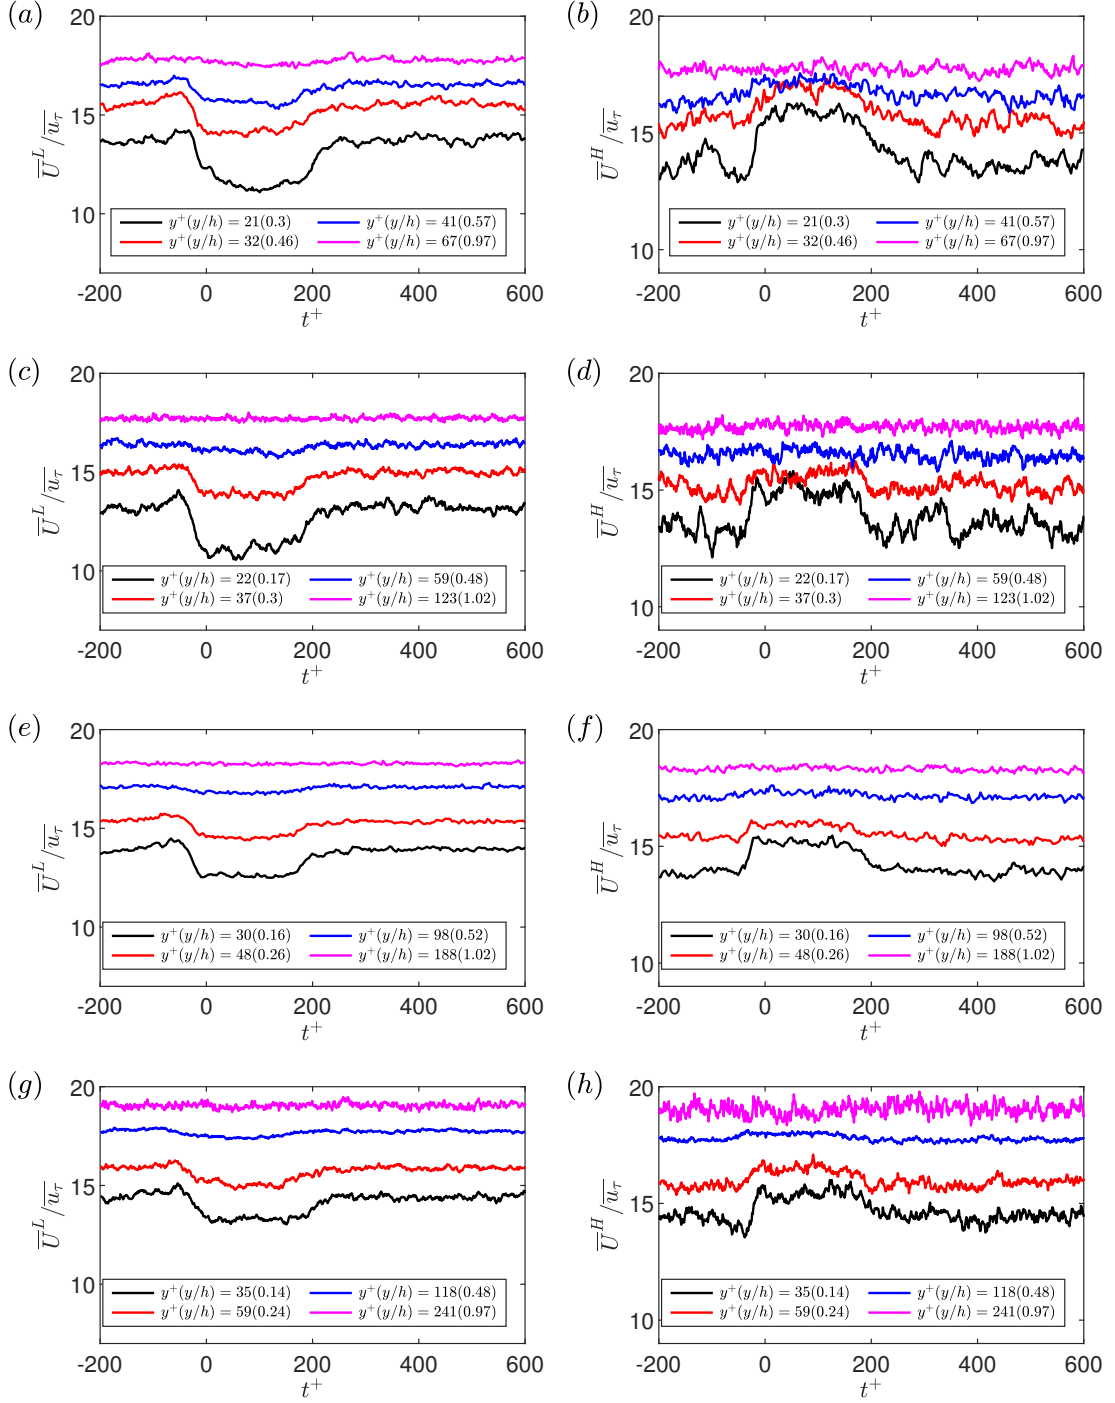 (a)
20
15
10
-200 0 200 400 600
t⁺
U̅ᴸ/u̅_τ
y⁺(y/h) = 21(0.3) y⁺(y/h) = 41(0.57)
y⁺(y/h) = 32(0.46) y⁺(y/h) = 67(0.97)
(b)
20
15
10
-200 0 200 400 600
t⁺
U̅ᴴ/u̅_τ
y⁺(y/h) = 21(0.3) y⁺(y/h) = 41(0.57)
y⁺(y/h) = 32(0.46) y⁺(y/h) = 67(0.97)
(c)
20
15
10
-200 0 200 400 600
t⁺
U̅ᴸ/u̅_τ
y⁺(y/h) = 22(0.17) y⁺(y/h) = 59(0.48)
y⁺(y/h) = 37(0.3) y⁺(y/h) = 123(1.02)
(d)
20
15
10
-200 0 200 400 600
t⁺
U̅ᴴ/u̅_τ
y⁺(y/h) = 22(0.17) y⁺(y/h) = 59(0.48)
y⁺(y/h) = 37(0.3) y⁺(y/h) = 123(1.02)
(e)
20
15
10
-200 0 200 400 600
t⁺
U̅ᴸ/u̅_τ
y⁺(y/h) = 30(0.16) y⁺(y/h) = 98(0.52)
y⁺(y/h) = 48(0.26) y⁺(y/h) = 188(1.02)
(f)
20
15
10
-200 0 200 400 600
t⁺
U̅ᴴ/u̅_τ
y⁺(y/h) = 30(0.16) y⁺(y/h) = 98(0.52)
y⁺(y/h) = 48(0.26) y⁺(y/h) = 188(1.02)
(g)
20
15
10
-200 0 200 400 600
t⁺
U̅ᴸ/u̅_τ
y⁺(y/h) = 35(0.14) y⁺(y/h) = 118(0.48)
y⁺(y/h) = 59(0.24) y⁺(y/h) = 241(0.97)
(h)
20
15
10
-200 0 200 400 600
t⁺
U̅ᴴ/u̅_τ
y⁺(y/h) = 35(0.14) y⁺(y/h) = 118(0.48)
y⁺(y/h) = 59(0.24) y⁺(y/h) = 241(0.97)